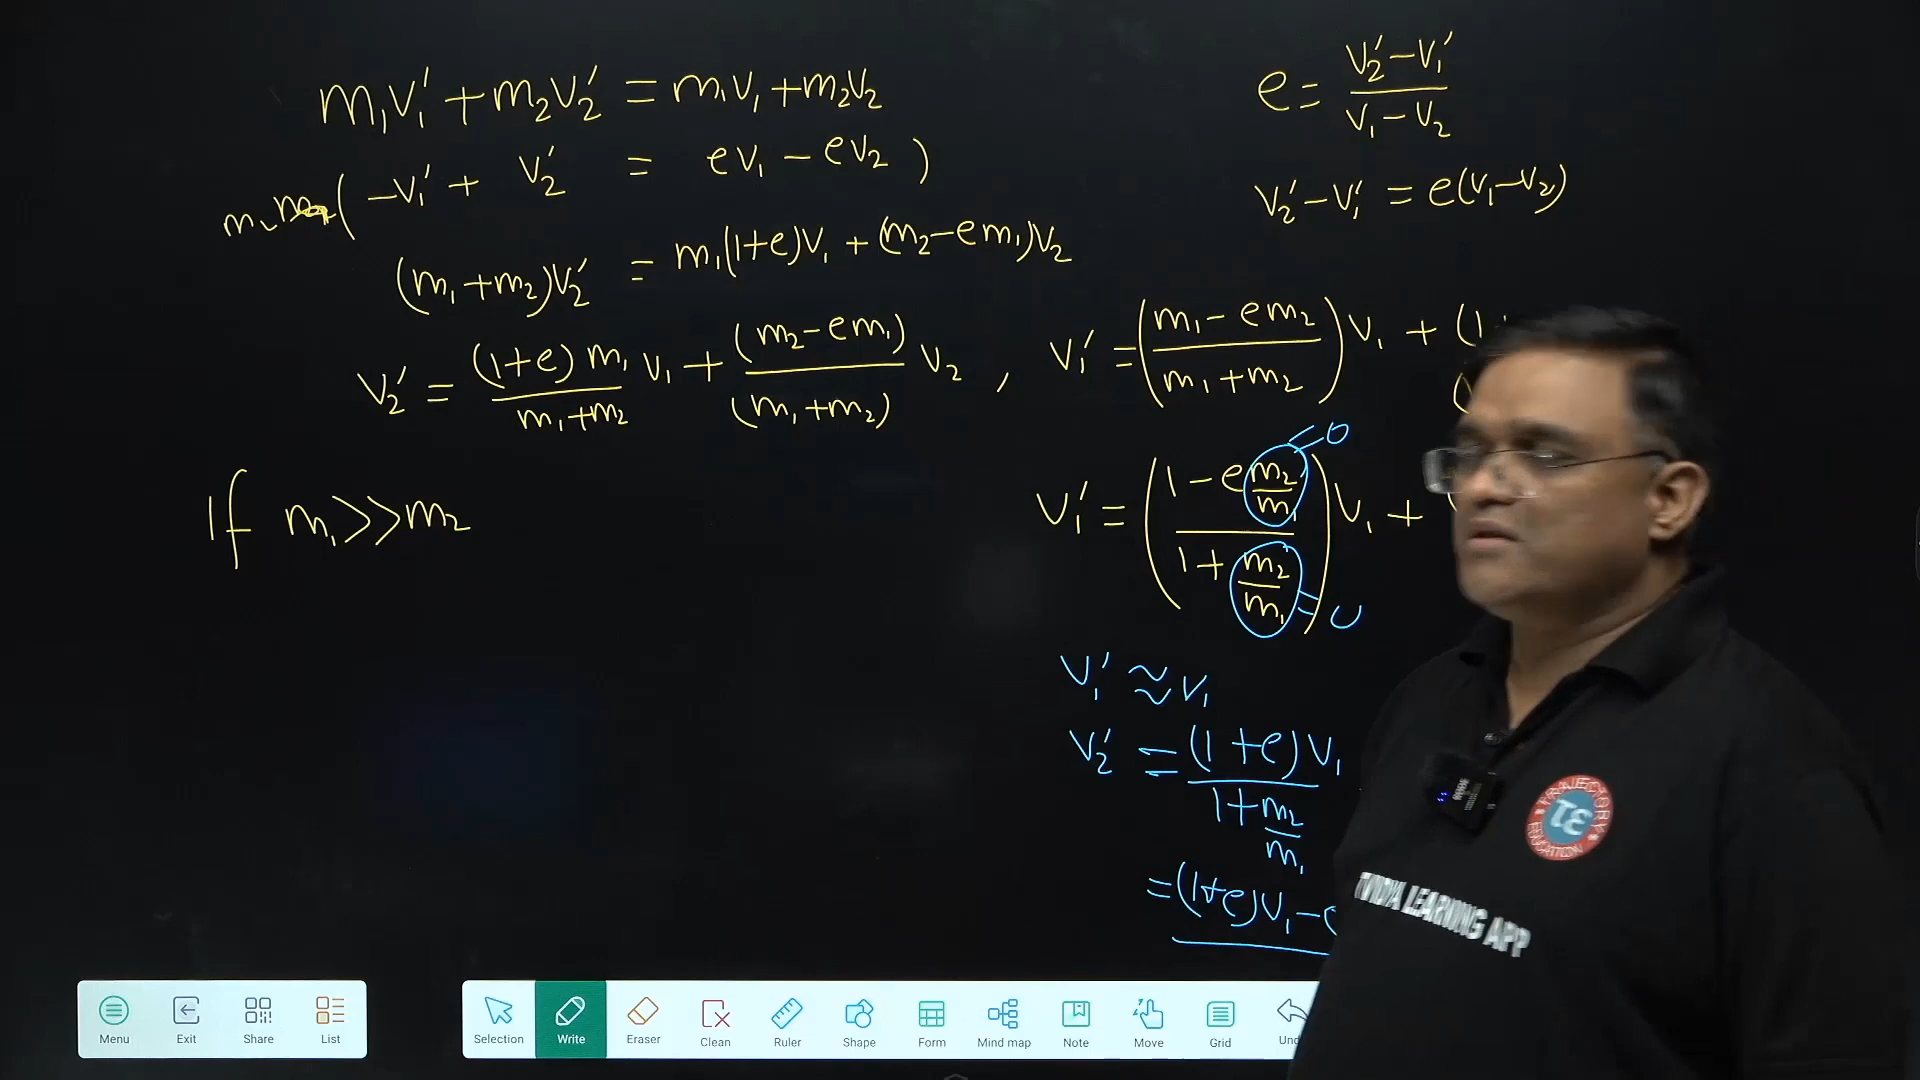 m₁v₁′ + m₂v₂′ = m₁v₁ + m₂v₂
(−v₁′ + v₂′ = ev₁ − ev₂)
(m₁+m₂)v₂′ = m₁(1+e)v₁ + (m₂−em₁)v₂
v₂′ = (1+e)m₁/m₁+m₂ v₁ + (m₂−em₁)/(m₁+m₂) v₂ ,
If m₁>>m₂
e = v₂′−v₁′/v₁−v₂
v₂′−v₁′ = e(v₁−v₂)
v₁′ = (m₁−em₂/m₁+m₂)v₁ + (1
v₁′ = (1−e m₂/m₁ / 1+m₂/m₁)v₁ +
=0
=0
v₁′ ≈ v₁
v₂′ = (1+e)v₁ / 1+m₂/m₁
=(1+e)v₁−e
TRAJECTORY
TE
EDUCATION
LEARNING APP
Menu
Exit
Share
List
Selection
Write
Eraser
Clean
Ruler
Shape
Form
Mind map
Note
Move
Grid